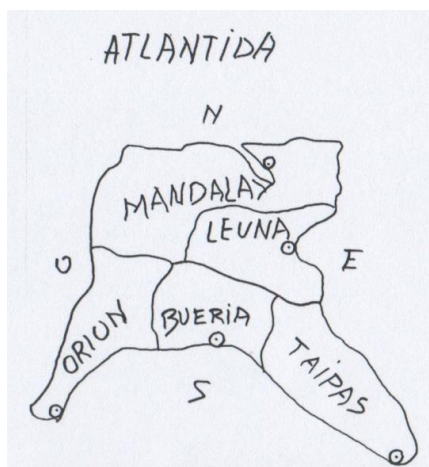 ATLANTIDA
N
MANDALAY
LEUNA
O
E
BUERIA
ORION
TAIPAS
S